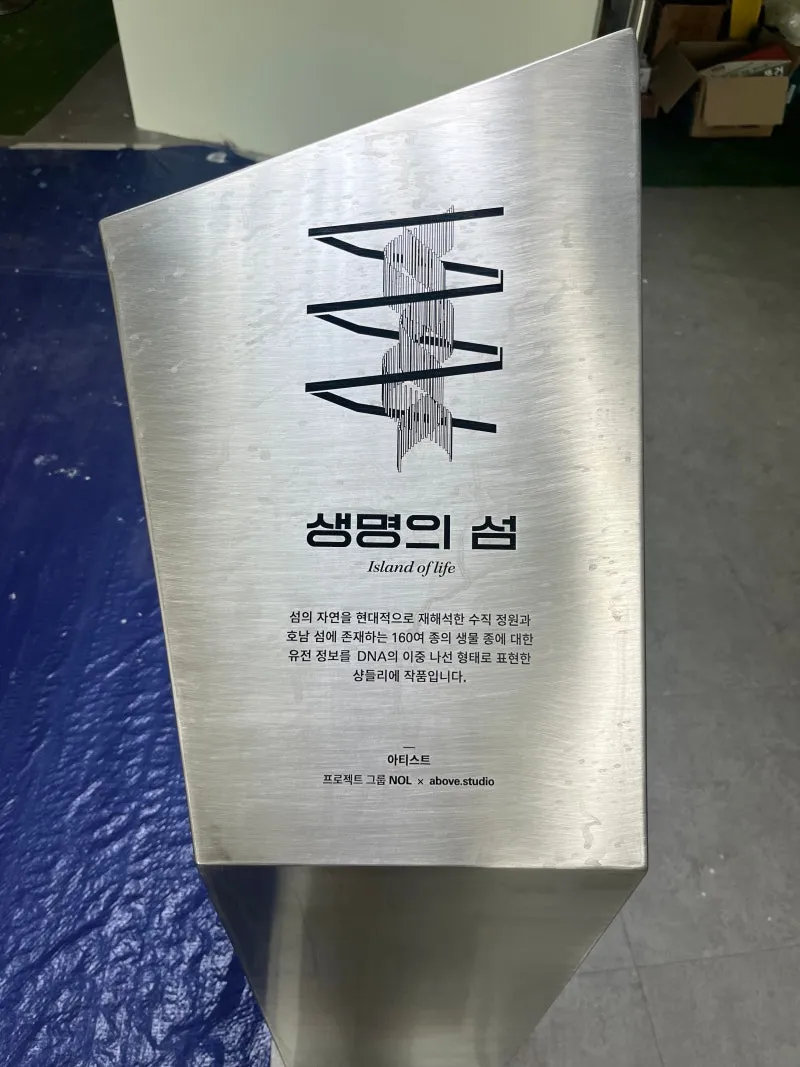 생명의 섬
Island of life
섬의 자연을 현대적으로 재해석한 수직 정원과
호남 섬에 존재하는 160여 종의 생물 종에 대한
유전 정보를 DNA의 이중 나선 형태로 표현한
샹들리에 작품입니다.
아티스트
프로젝트 그룹 NOL × above.studio